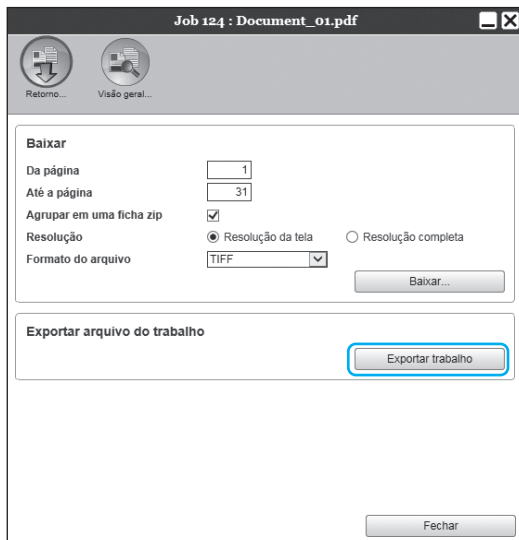 Job 124 : Document_01.pdf
Retorno... Visão geral...
Baixar
Da página 1
Até a página 31
Agrupar em uma ficha zip
Resolução Resolução da tela Resolução completa
Formato do arquivo TIFF
Baixar...
Exportar arquivo do trabalho
Exportar trabalho
Fechar